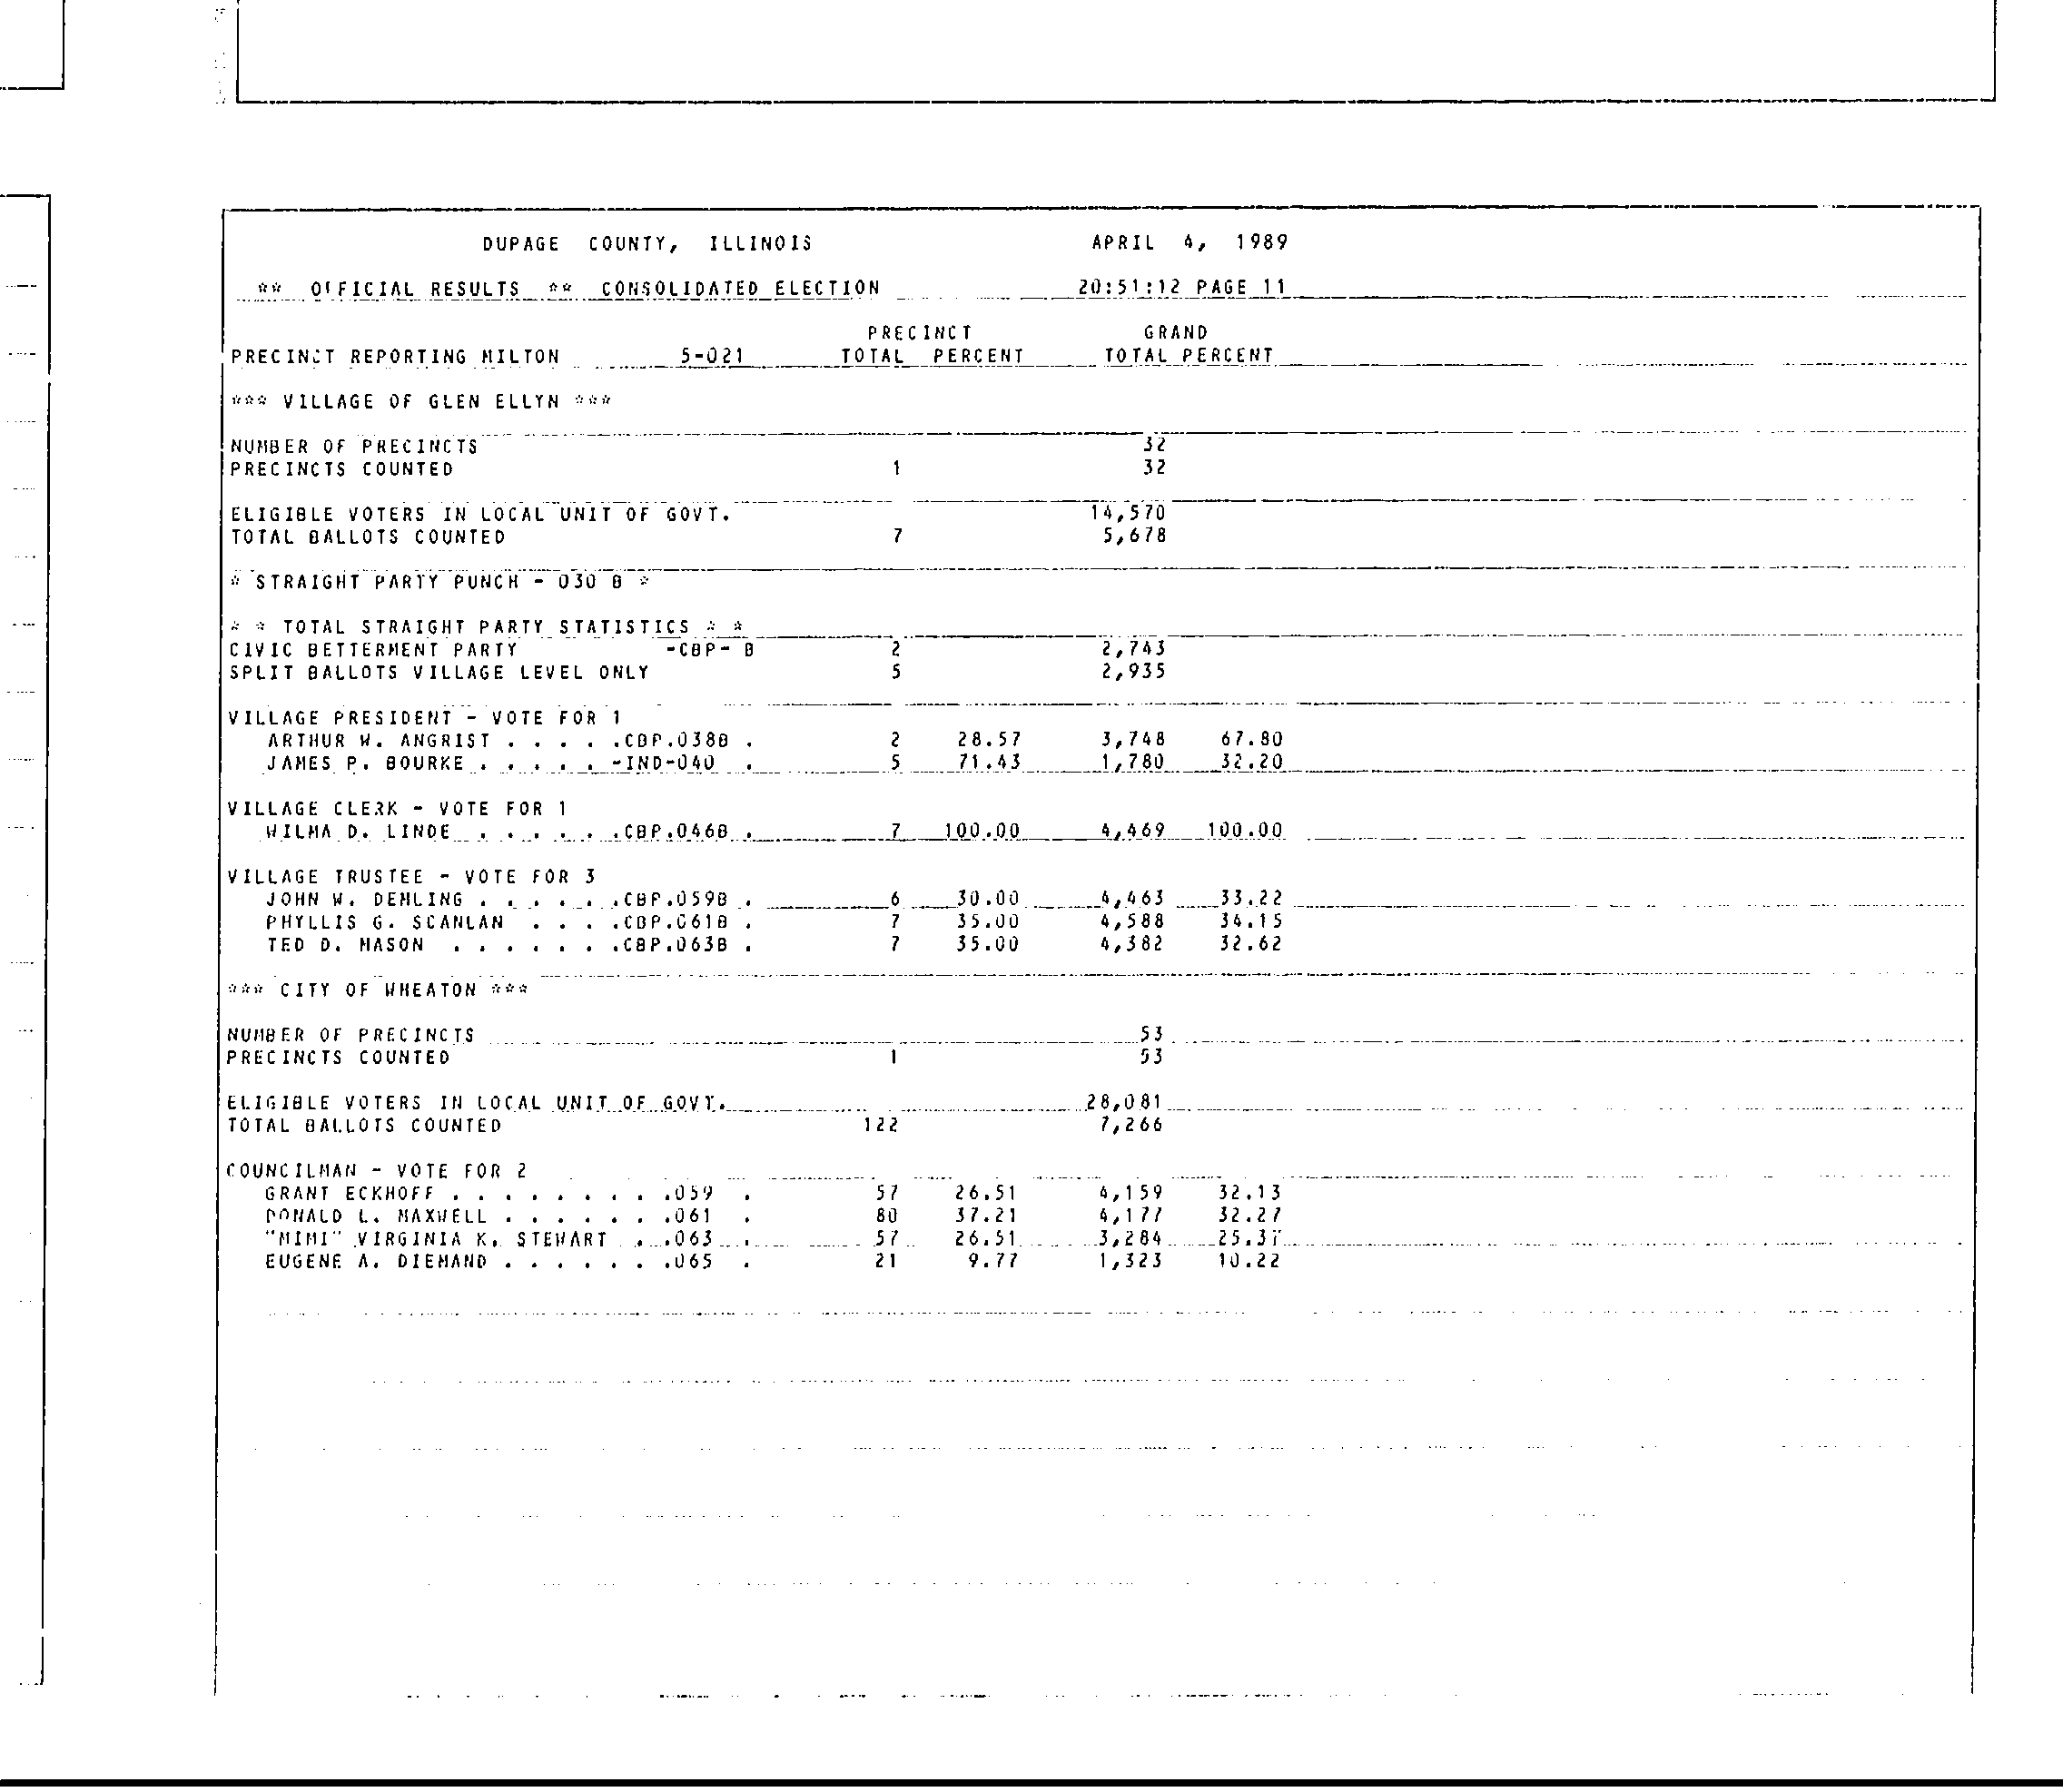 DUPAGE COUNTY, ILLINOIS APRIL 4, 1989
** OFFICIAL RESULTS ** CONSOLIDATED ELECTION 20:51:12 PAGE 11
PRECINCT GRAND
PRECINCT REPORTING MILTON 5-021 TOTAL PERCENT TOTAL PERCENT
*** VILLAGE OF GLEN ELLYN ***
NUMBER OF PRECINCTS 32
PRECINCTS COUNTED 1 32
ELIGIBLE VOTERS IN LOCAL UNIT OF GOVT. 14,570
TOTAL BALLOTS COUNTED 7 5,678
* STRAIGHT PARTY PUNCH - 030 B *
* * TOTAL STRAIGHT PARTY STATISTICS * *
CIVIC BETTERMENT PARTY -CBP- B 2 2,743
SPLIT BALLOTS VILLAGE LEVEL ONLY 5 2,935
VILLAGE PRESIDENT - VOTE FOR 1
ARTHUR W. ANGRIST . . . . .CBP.038B . 2 28.57 3,748 67.80
JAMES P. BOURKE . . . . . -IND-040 . 5 71.43 1,780 32.20
VILLAGE CLERK - VOTE FOR 1
WILMA D. LINDE . . . . . .CBP.046B . 7 100.00 4,469 100.00
VILLAGE TRUSTEE - VOTE FOR 3
JOHN W. DEMLING . . . . . .CBP.059B . 6 30.00 4,463 33.22
PHYLLIS G. SCANLAN . . . .CBP.061B . 7 35.00 4,588 34.15
TED D. MASON . . . . . . .CBP.063B . 7 35.00 4,382 32.62
*** CITY OF WHEATON ***
NUMBER OF PRECINCTS 53
PRECINCTS COUNTED 1 53
ELIGIBLE VOTERS IN LOCAL UNIT OF GOVT. 28,081
TOTAL BALLOTS COUNTED 122 7,266
COUNCILMAN - VOTE FOR 2
GRANT ECKHOFF . . . . . . . . .059 . 57 26.51 4,159 32.13
DONALD L. MAXWELL . . . . . . .061 . 80 37.21 4,177 32.27
"MIMI" VIRGINIA K. STEWART . .063 . 57 26.51 3,284 25.37
EUGENE A. DIEMAND . . . . . . .065 . 21 9.77 1,323 10.22